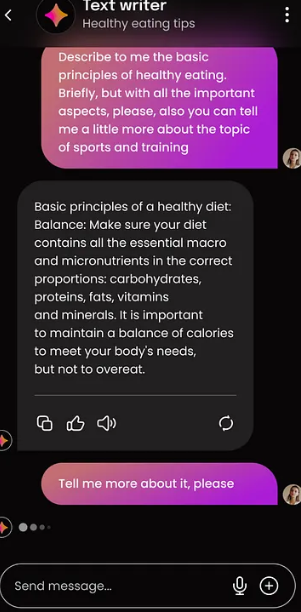 Text writer
Healthy eating tips
Describe to me the basic
principles of healthy eating.
Briefly, but with all the important
aspects, please, also you can tell
me a little more about the topic
of sports and training
Basic principles of a healthy diet:
Balance: Make sure your diet
contains all the essential macro
and micronutrients in the correct
proportions: carbohydrates,
proteins, fats, vitamins
and minerals. It is important
to maintain a balance of calories
to meet your body's needs,
but not to overeat.
Tell me more about it, please
Send message...